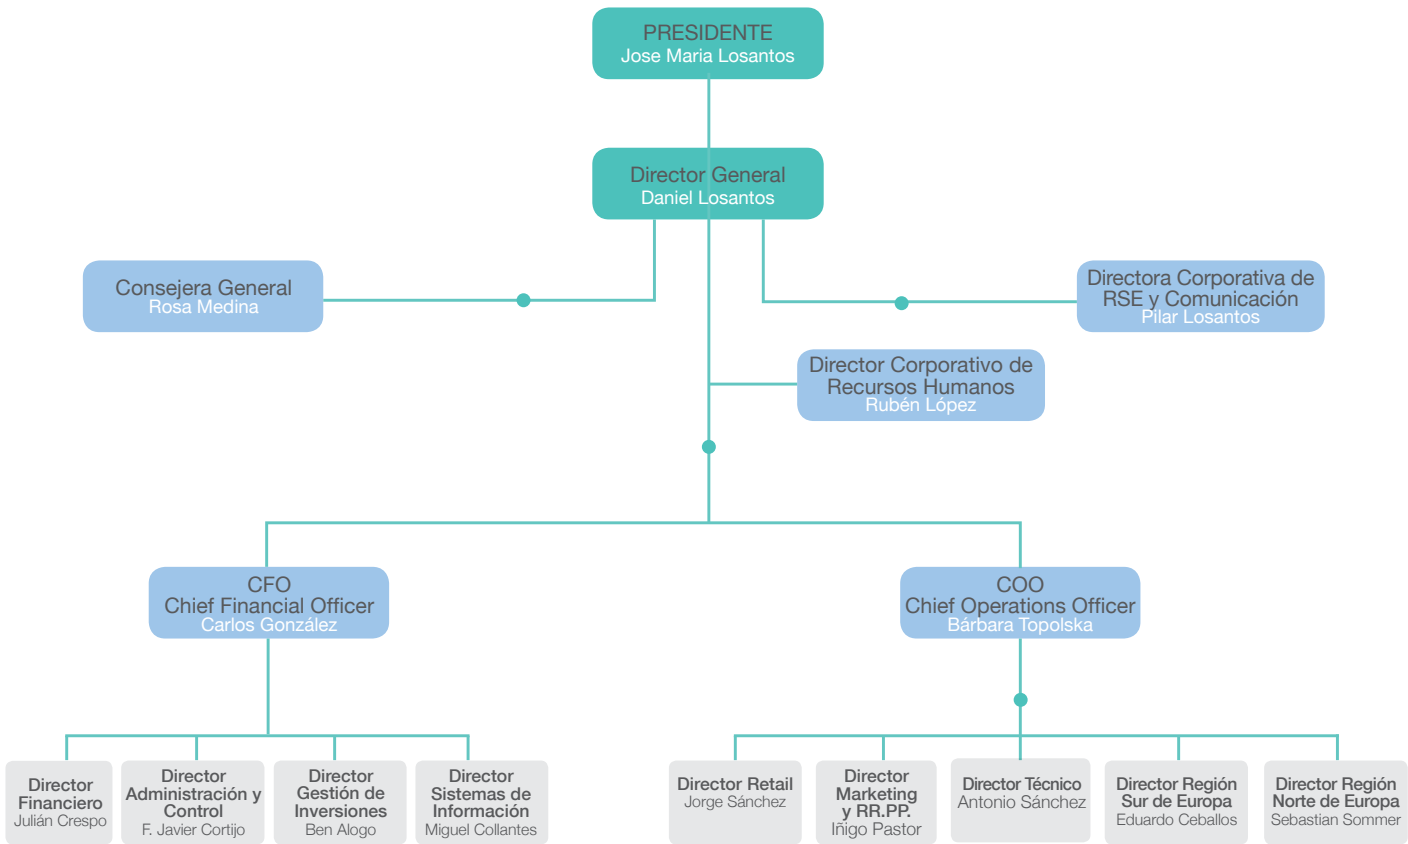 PRESIDENTE
Jose Maria Losantos
Director General
Daniel Losantos
Consejera General
Rosa Medina
Directora Corporativa de
RSE y Comunicación
Pilar Losantos
Director Corporativo de
Recursos Humanos
Rubén López
CFO
Chief Financial Officer
Carlos González
COO
Chief Operations Officer
Bárbara Topolska
Director
Financiero
Julián Crespo
Director
Administración y
Control
F. Javier Cortijo
Director
Gestión de
Inversiones
Ben Alogo
Director
Sistemas de
Información
Miguel Collantes
Director Retail
Jorge Sánchez
Director
Marketing
y RR.PP.
Iñigo Pastor
Director Técnico
Antonio Sánchez
Director Región
Sur de Europa
Eduardo Ceballos
Director Región
Norte de Europa
Sebastian Sommer